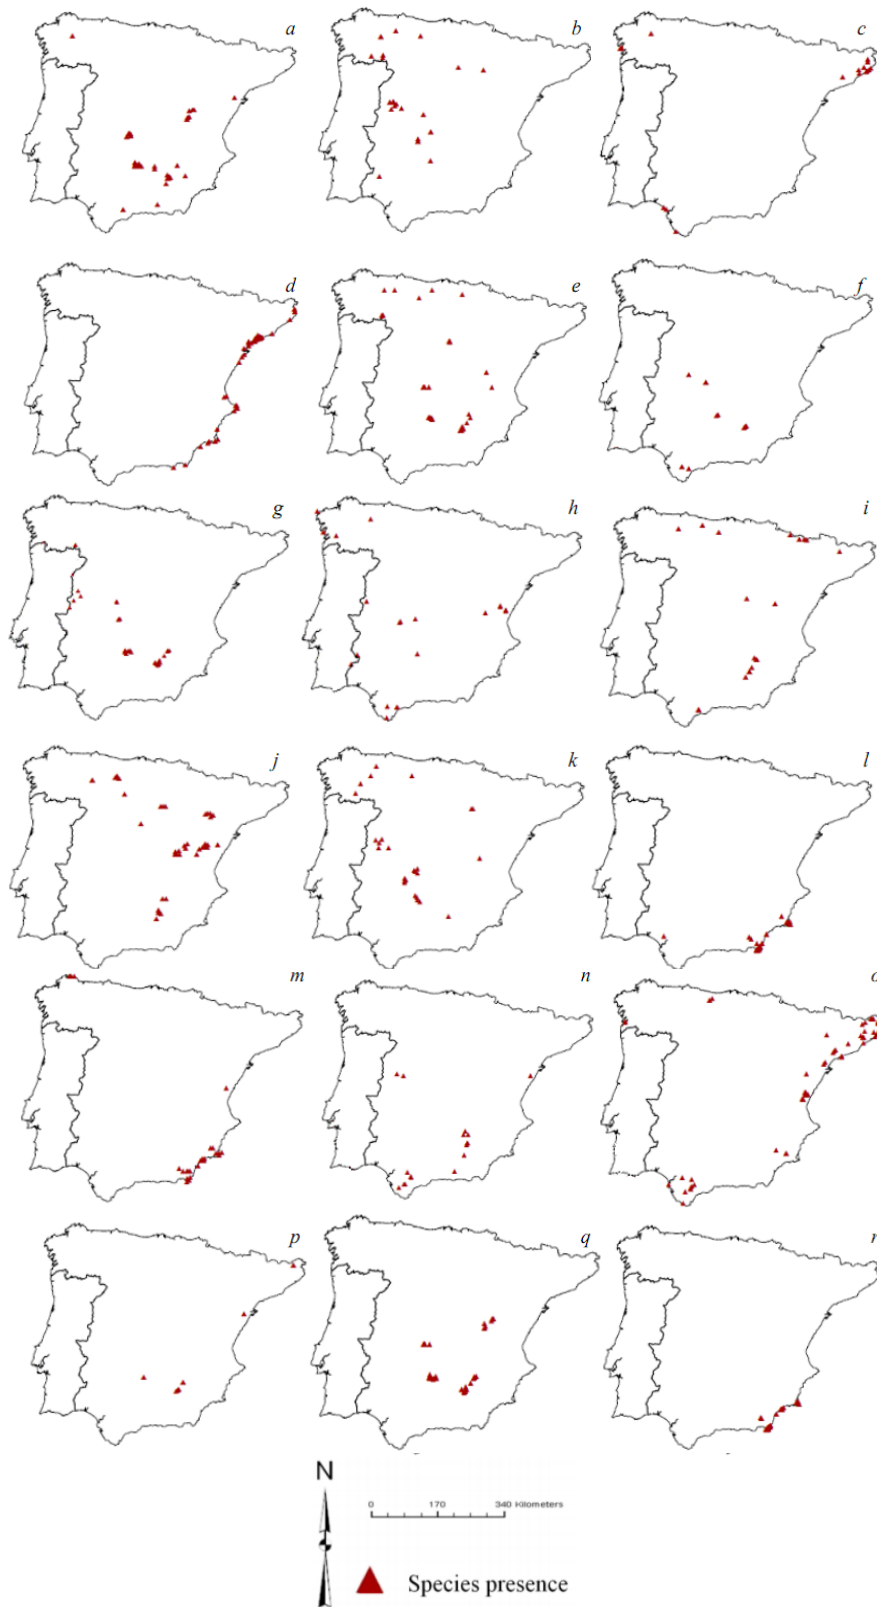 a b c
d e f
g h i
j k l
m n o
p q r
N
0 170 340 Kilometers
Species presence